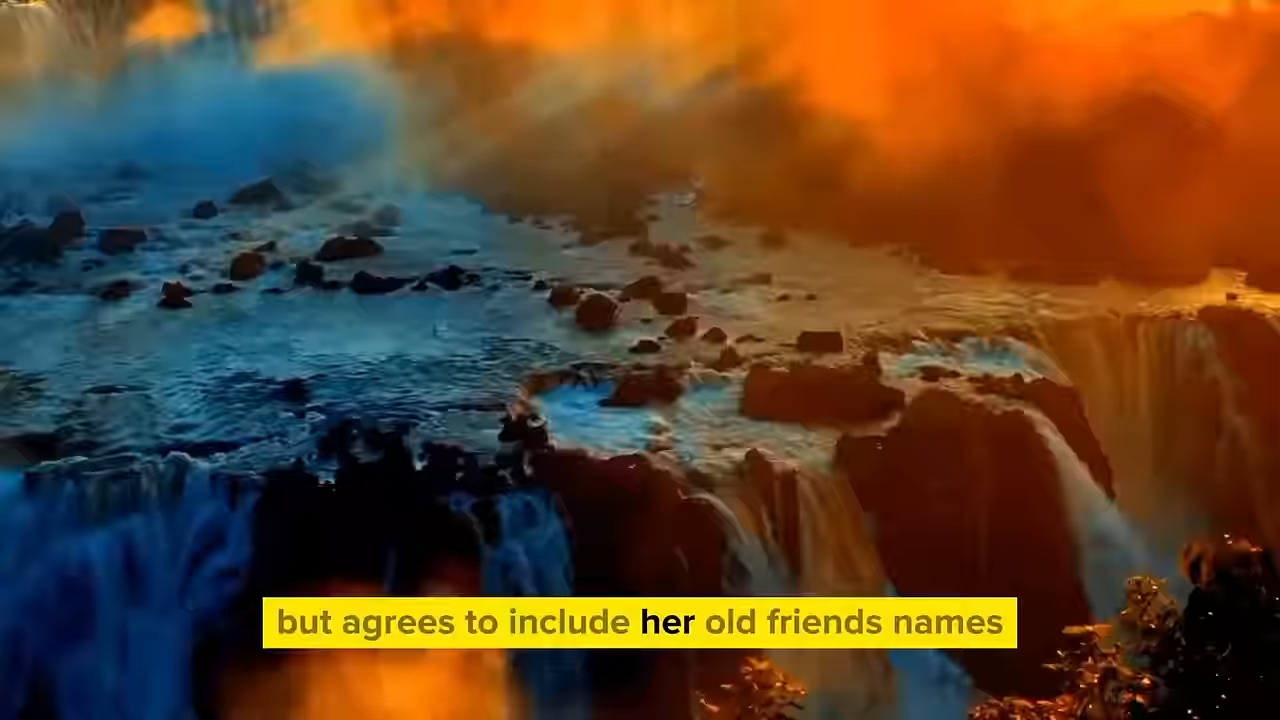 but agrees to include her old friends names